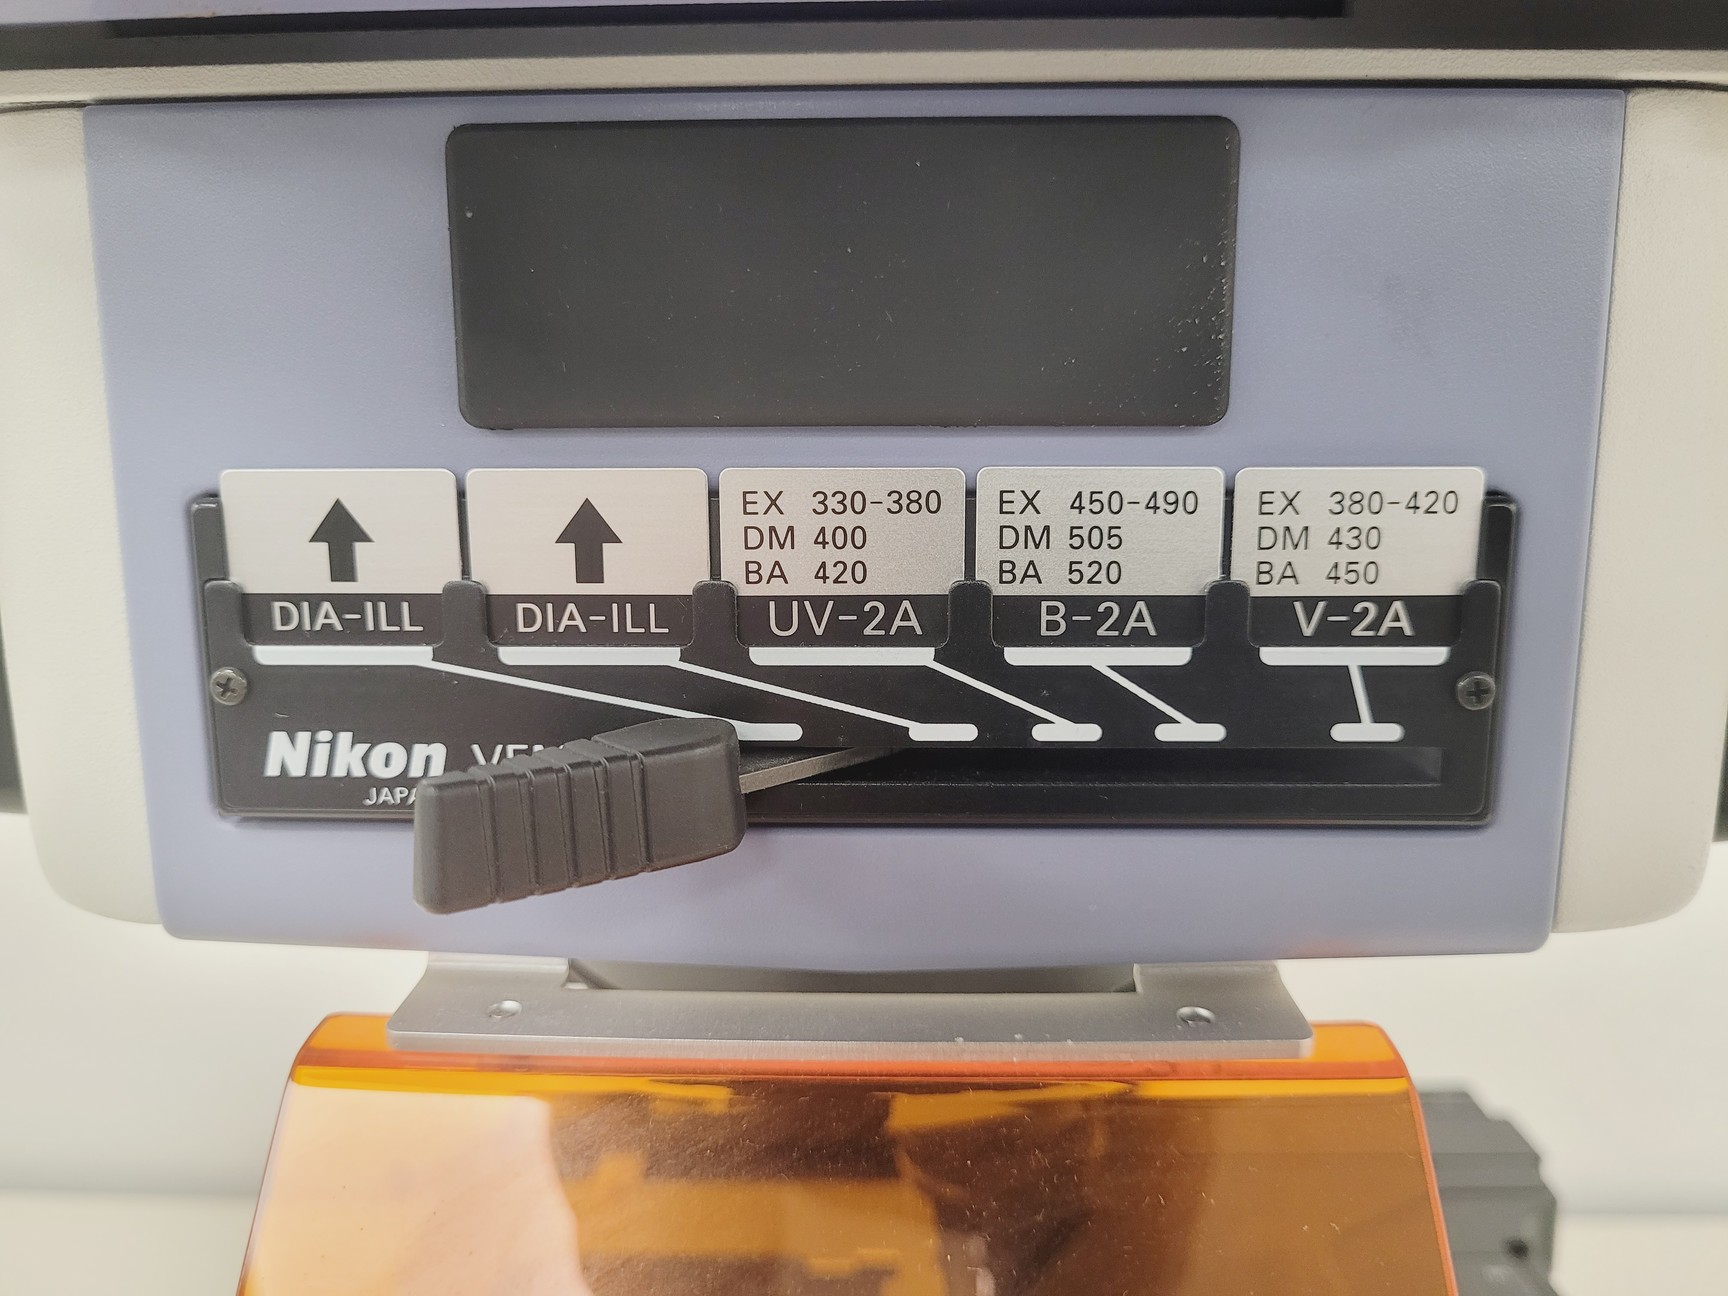 DIA-ILL
DIA-ILL
EX 330-380
DM 400
BA 420
UV-2A
EX 450-490
DM 505
BA 520
B-2A
EX 380-420
DM 430
BA 450
V-2A
Nikon